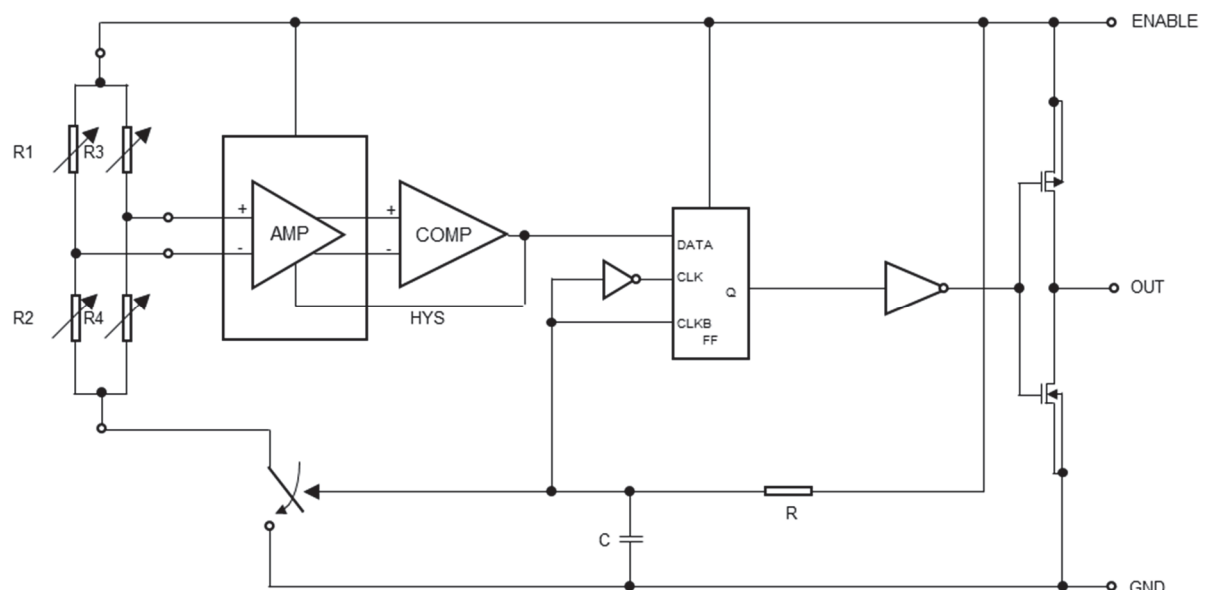 ENABLE
R1
R3
+
-
AMP
+
-
COMP
DATA
CLK
Q
CLKB
FF
OUT
HYS
R2
R4
R
C
GND